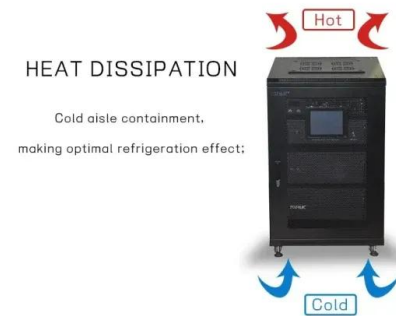 Hot
HEAT DISSIPATION
Cold aisle containment,
making optimal refrigeration effect;
Cold